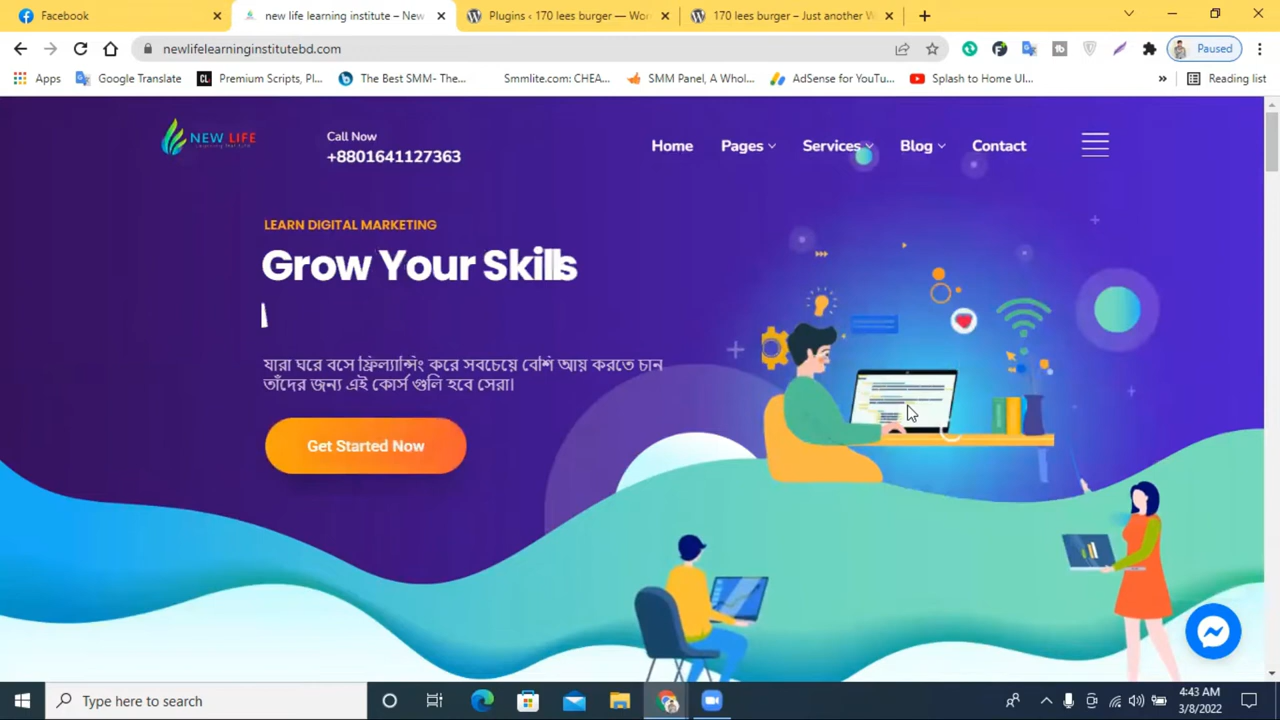 Facebook
new life learning institute – New
Plugins ‹ 170 lees burger — Wor
170 lees burger – Just another W
newlifelearninginstitutebd.com
Paused
Apps
Google Translate
Premium Scripts, Pl...
The Best SMM- The...
Smmlite.com: CHEA...
SMM Panel, A Whol...
AdSense for YouTu...
Splash to Home UI...
»
Reading list
NEW LIFE
Call Now
+8801641127363
Home
Pages
Services
Blog
Contact
LEARN DIGITAL MARKETING
Grow Your Skills
যারা ঘরে বসে ফ্রিল্যান্সিং করে সবচেয়ে বেশি আয় করতে চান
তাঁদের জন্য এই কোর্স গুলি হবে সেরা।
Get Started Now
Type here to search
4:43 AM
3/8/2022